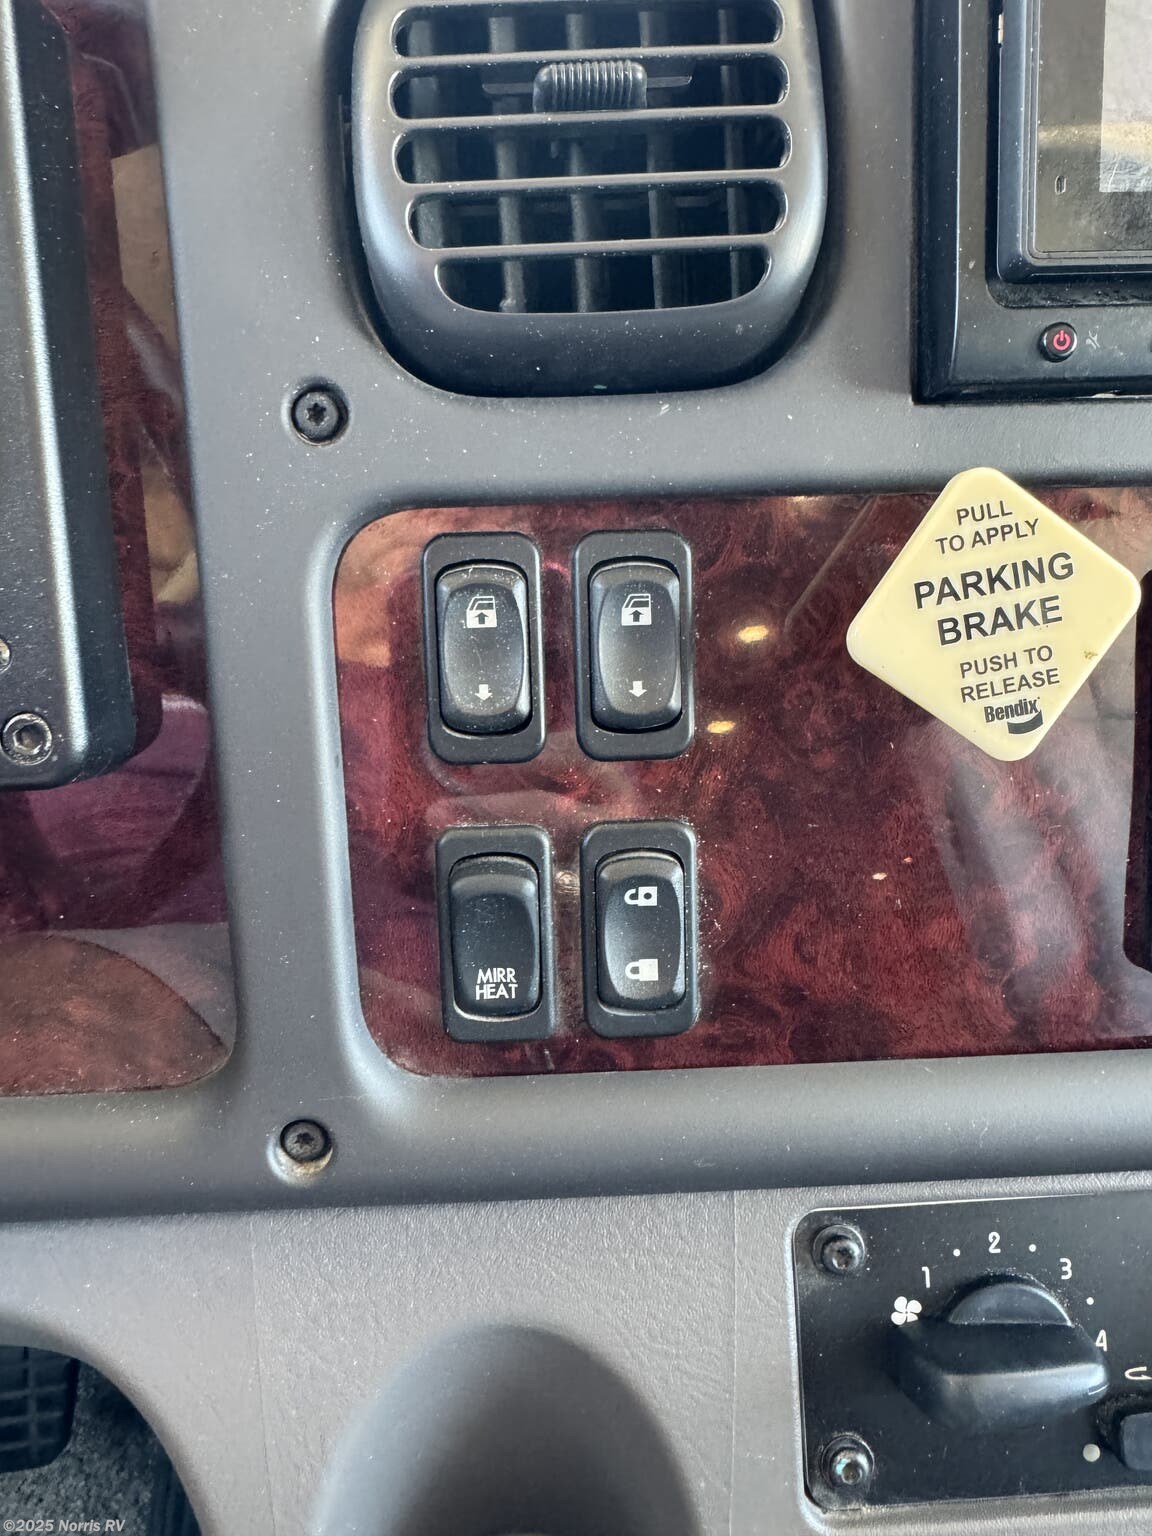 PULL
TO APPLY
PARKING
BRAKE
PUSH TO
RELEASE
Bendix
MIRR
HEAT
1
2
3
4
©2025 Norris RV